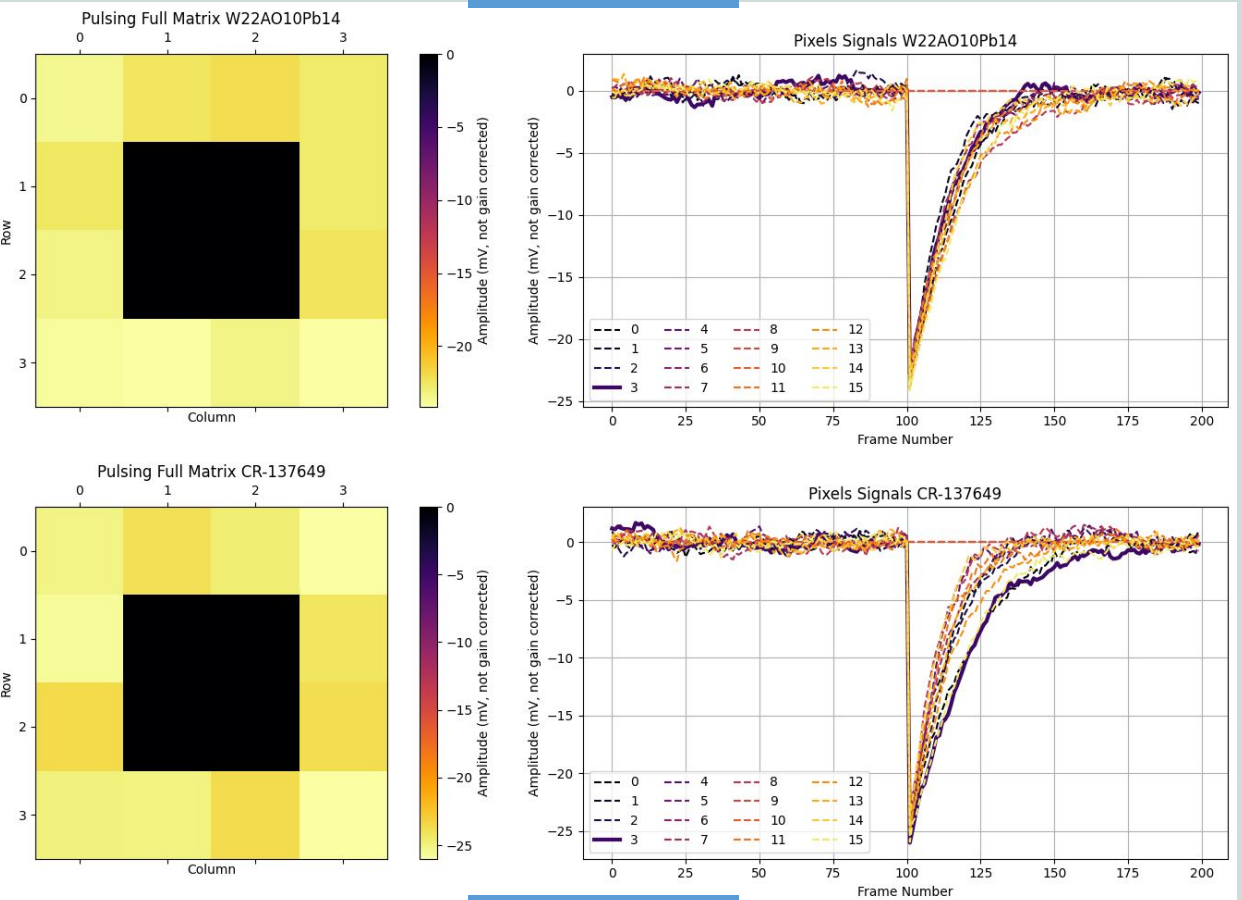 Pulsing Full Matrix W22AO10Pb14
0 1 2 3
0
1
2
3
Row
Column
0
−5
−10
−15
−20
Amplitude (mV, not gain corrected)
Pixels Signals W22AO10Pb14
0
−5
−10
−15
−20
−25
Amplitude (mV, not gain corrected)
0 4 8 12
1 5 9 13
2 6 10 14
3 7 11 15
0 25 50 75 100 125 150 175 200
Frame Number
Pulsing Full Matrix CR-137649
0 1 2 3
0
1
2
3
Row
Column
0
−5
−10
−15
−20
−25
Amplitude (mV, not gain corrected)
Pixels Signals CR-137649
0
−5
−10
−15
−20
−25
Amplitude (mV, not gain corrected)
0 4 8 12
1 5 9 13
2 6 10 14
3 7 11 15
0 25 50 75 100 125 150 175 200
Frame Number